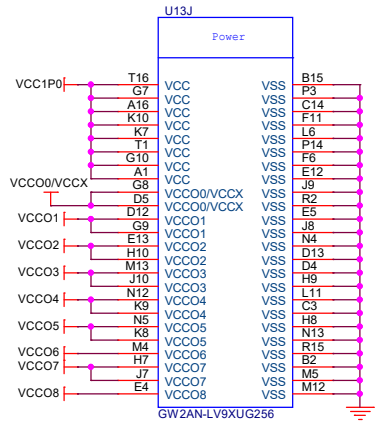 U13J
Power
VCC1P0 T16 VCC VSS B15
G7 VCC VSS P3
A16 VCC VSS C14
K10 VCC VSS F11
K7 VCC VSS L6
T1 VCC VSS P14
G10 VCC VSS F6
A1 VCC VSS E12
VCCO0/VCCX G8 VCCO0/VCCX VSS J9
D5 VCCO0/VCCX VSS R2
VCCO1 D12 VCCO1 VSS E5
G9 VCCO1 VSS J8
VCCO2 E13 VCCO2 VSS N4
H10 VCCO2 VSS D13
VCCO3 M13 VCCO3 VSS D4
J10 VCCO3 VSS H9
VCCO4 N12 VCCO4 VSS L11
K9 VCCO4 VSS C3
VCCO5 N5 VCCO5 VSS H8
K8 VCCO5 VSS N13
VCCO6 M4 VCCO6 VSS R15
VCCO7 H7 VCCO7 VSS B2
J7 VCCO7 VSS M5
VCCO8 E4 VCCO8 VSS M12
GW2AN-LV9XUG256